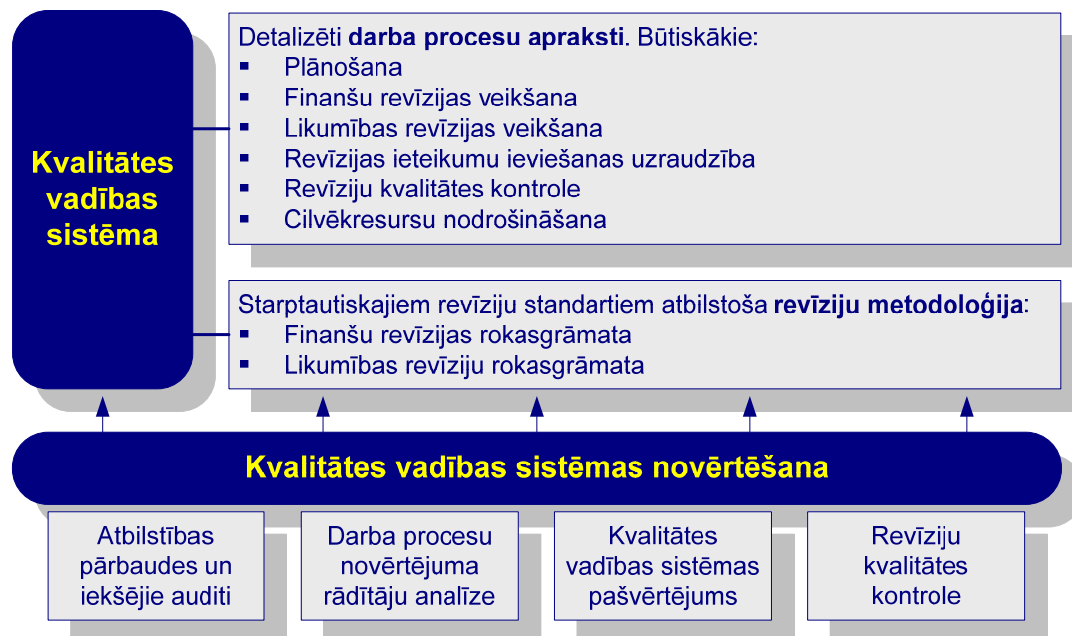 Kvalitātes
vadības
sistēma
Detalizēti darba procesu apraksti. Būtiskākie:
▪ Plānošana
▪ Finanšu revīzijas veikšana
▪ Likumības revīzijas veikšana
▪ Revīzijas ieteikumu ieviešanas uzraudzība
▪ Revīziju kvalitātes kontrole
▪ Cilvēkresursu nodrošināšana
Starptautiskajiem revīziju standartiem atbilstoša revīziju metodoloģija:
▪ Finanšu revīzijas rokasgrāmata
▪ Likumības revīziju rokasgrāmata
Kvalitātes vadības sistēmas novērtēšana
Atbilstības
pārbaudes un
iekšējie auditi
Darba procesu
novērtējuma
rādītāju analīze
Kvalitātes
vadības sistēmas
pašvērtējums
Revīziju
kvalitātes
kontrole